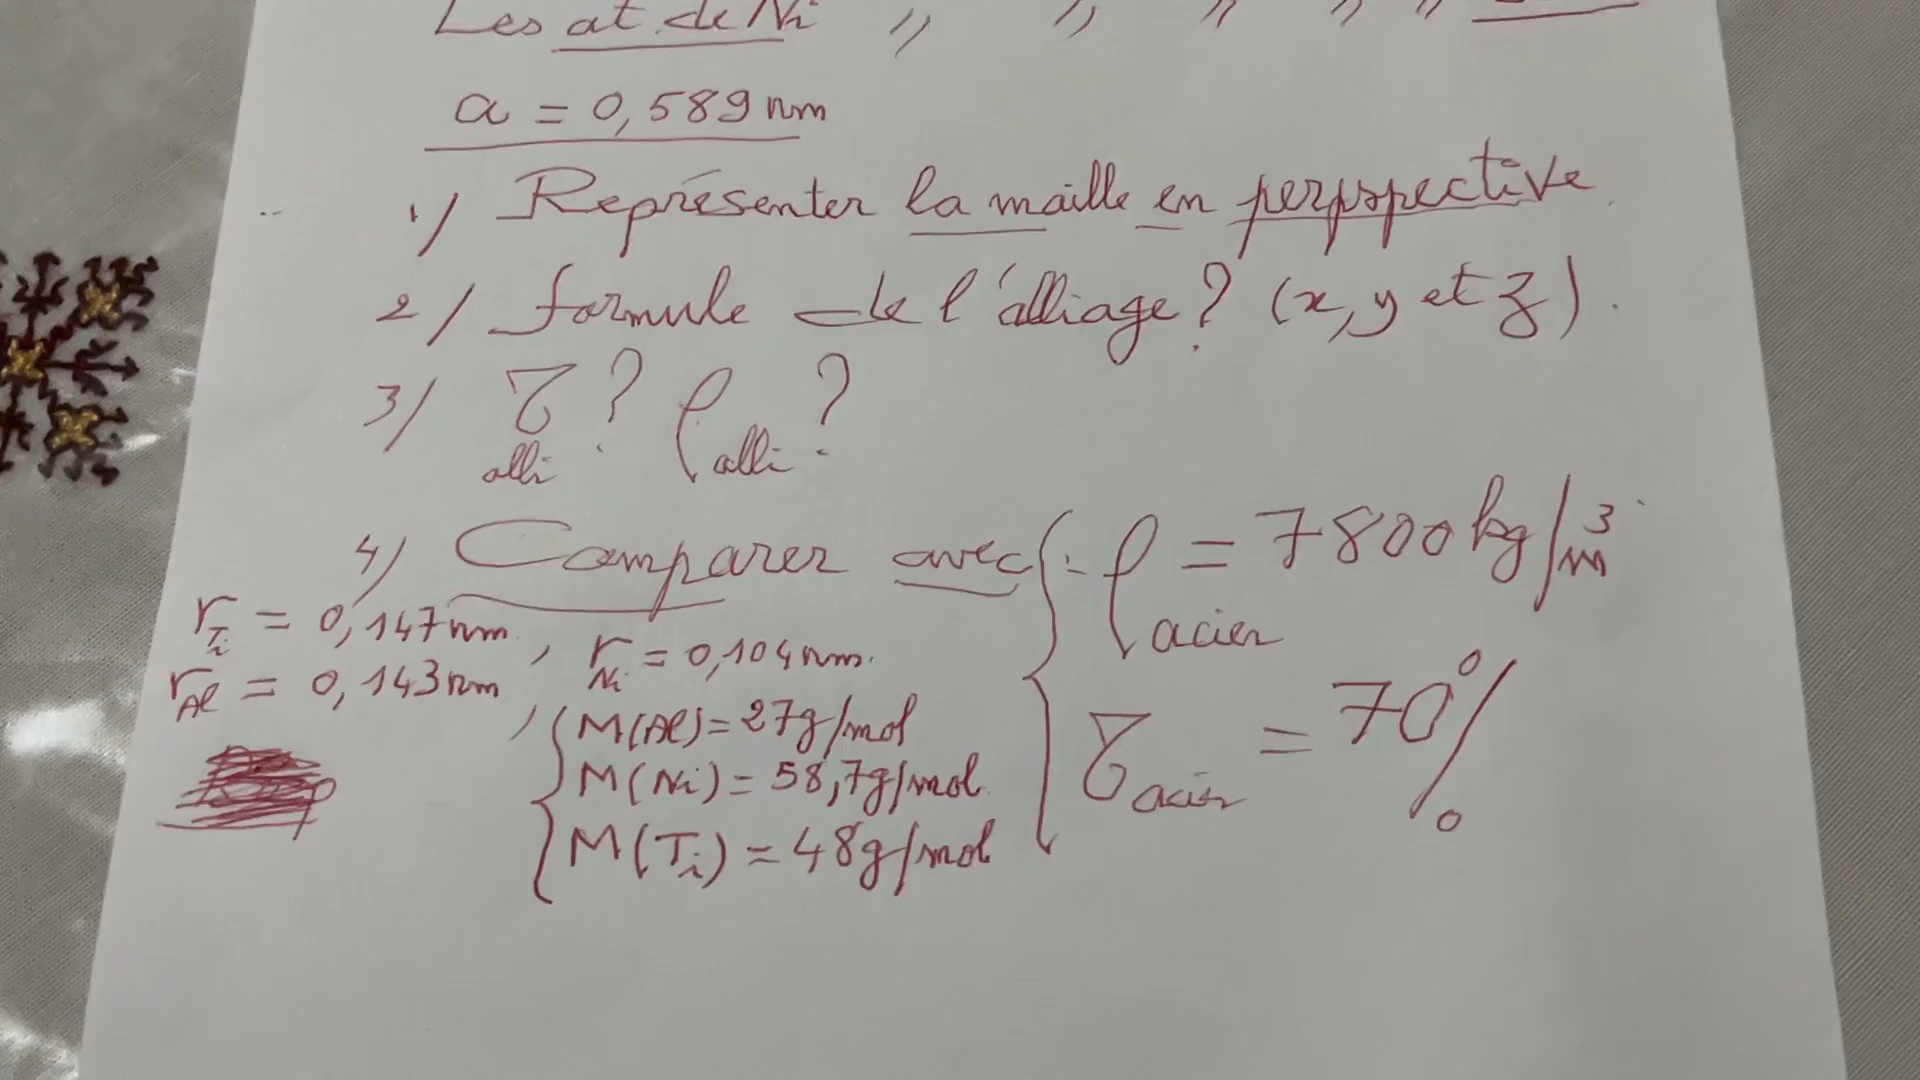 Les at. de Ni " " " " "
a = 0,589 nm
1) Représenter la maille en perpspective
2) formule de l'alliage ? (x, y et z).
3) τ alli ? ρ alli ?
4) Comparer avec : ρ acier = 7800 kg/m³
τ acier = 70 %
r Ti = 0,147 nm, r Ni = 0,104 nm.
r Al = 0,143 nm,
M(Al) = 27 g/mol
M(Ni) = 58,7 g/mol
M(Ti) = 48 g/mol